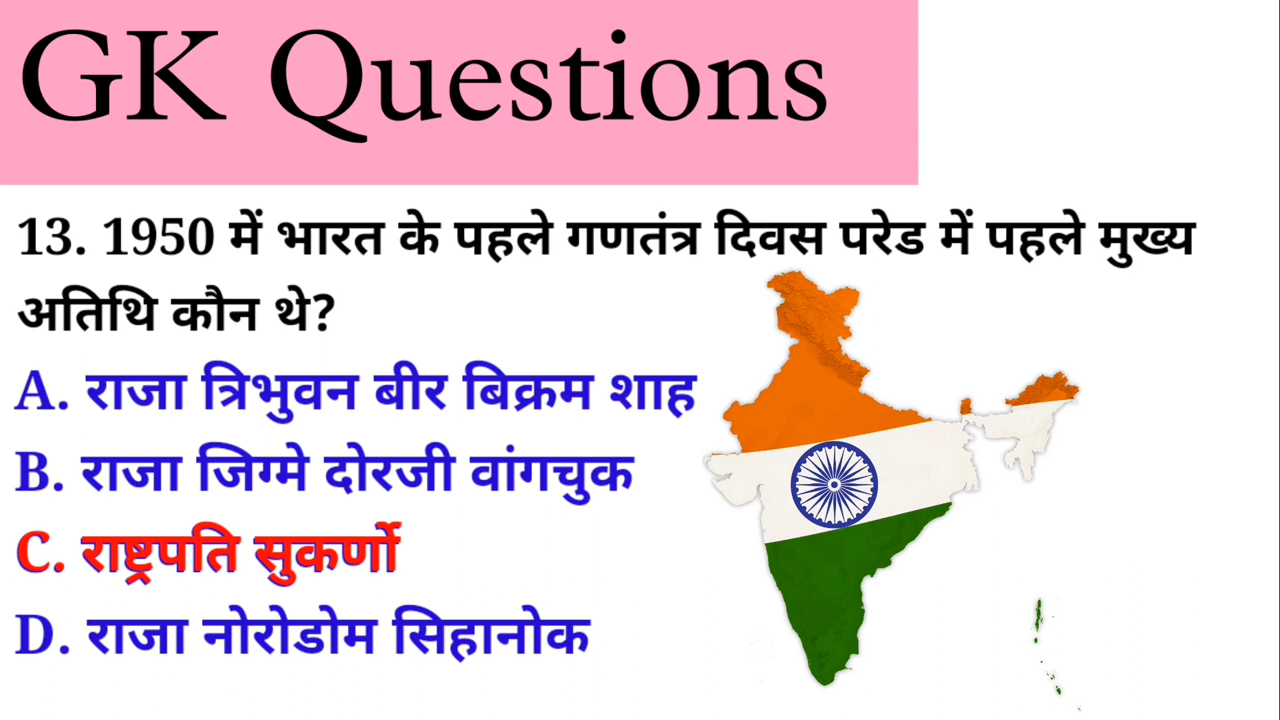 GK Questions
13. 1950 में भारत के पहले गणतंत्र दिवस परेड में पहले मुख्य
अतिथि कौन थे?
A. राजा त्रिभुवन बीर बिक्रम शाह
B. राजा जिग्मे दोरजी वांगचुक
C. राष्ट्रपति सुकर्णो
D. राजा नोरोडोम सिहानोक